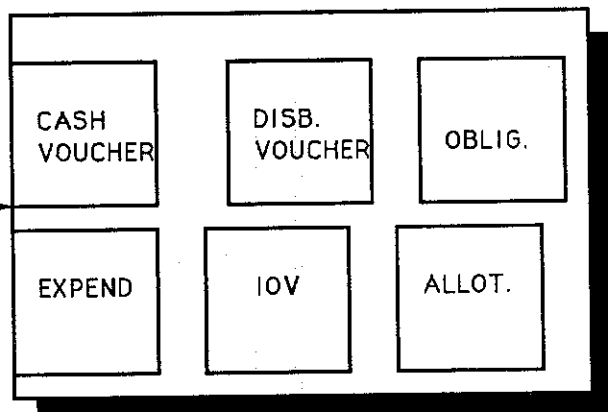 CASH
VOUCHER
DISB.
VOUCHER
OBLIG.
EXPEND
IOV
ALLOT.